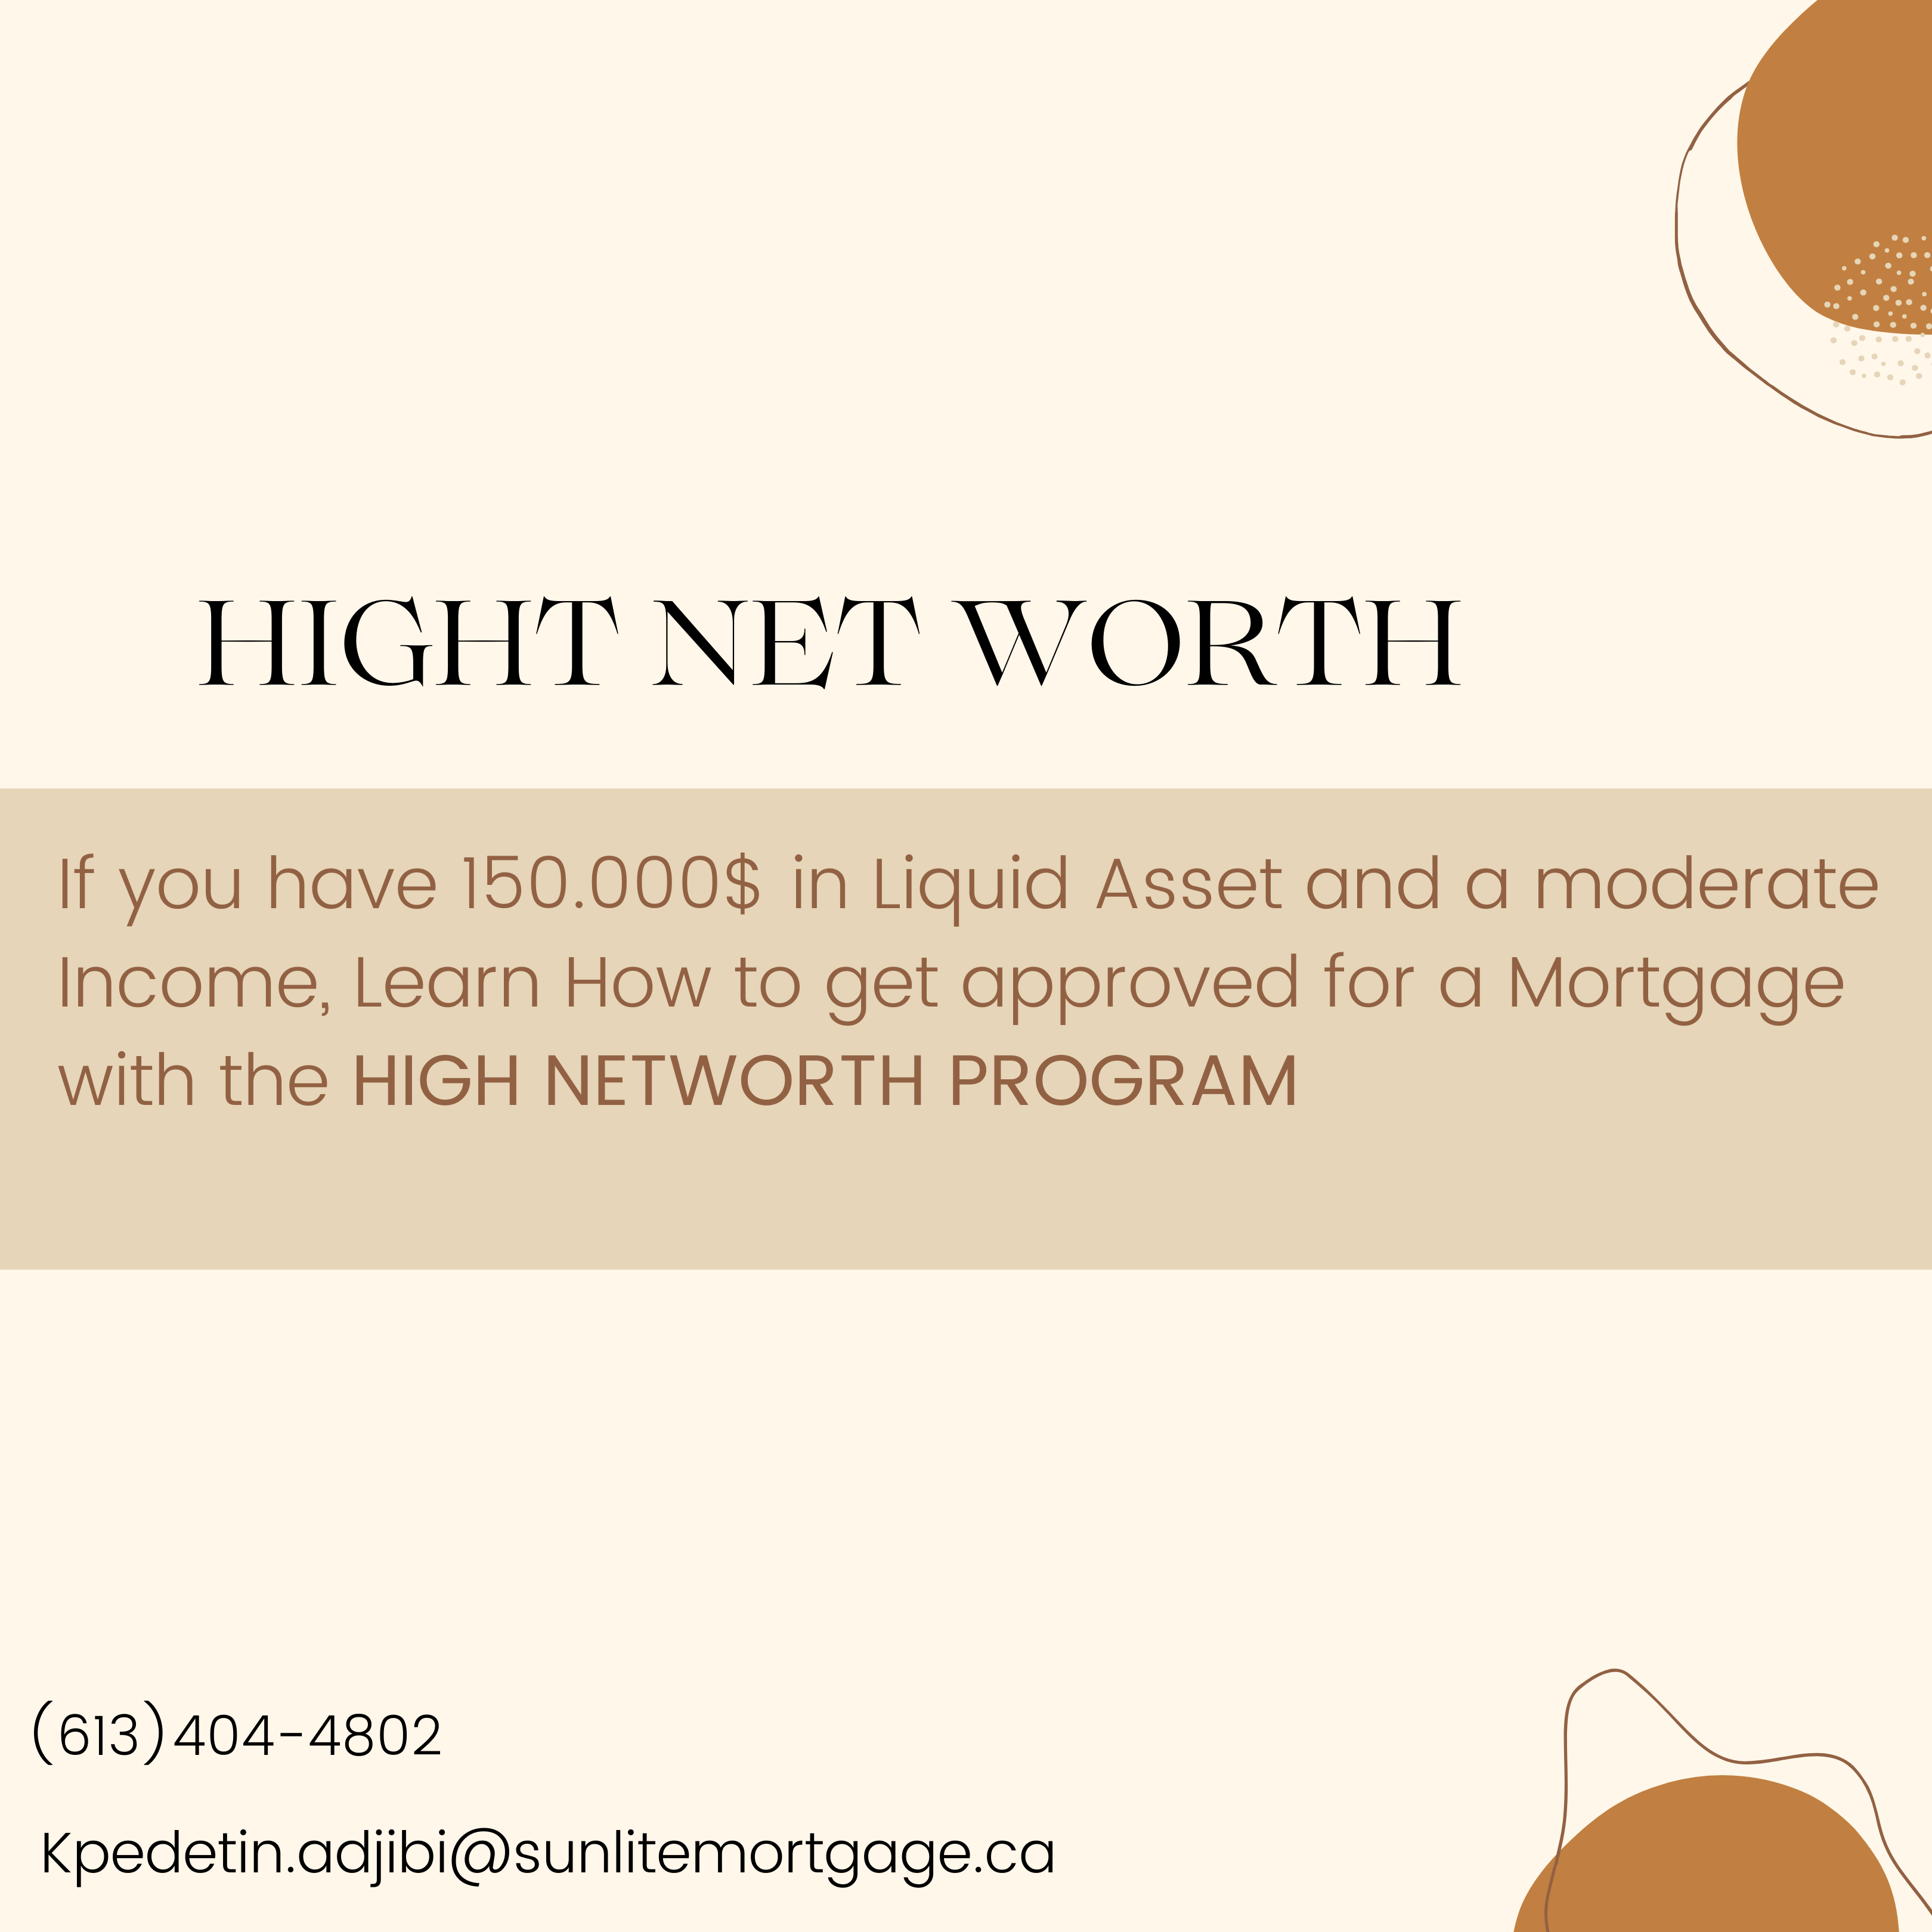 HIGHT NET WORTH
If you have 150.000$ in Liquid Asset and a moderate
Income, Learn How to get approved for a Mortgage
with the HIGH NETWORTH PROGRAM
(613)404-4802
Kpedetin.adjibi@sunlitemortgage.ca